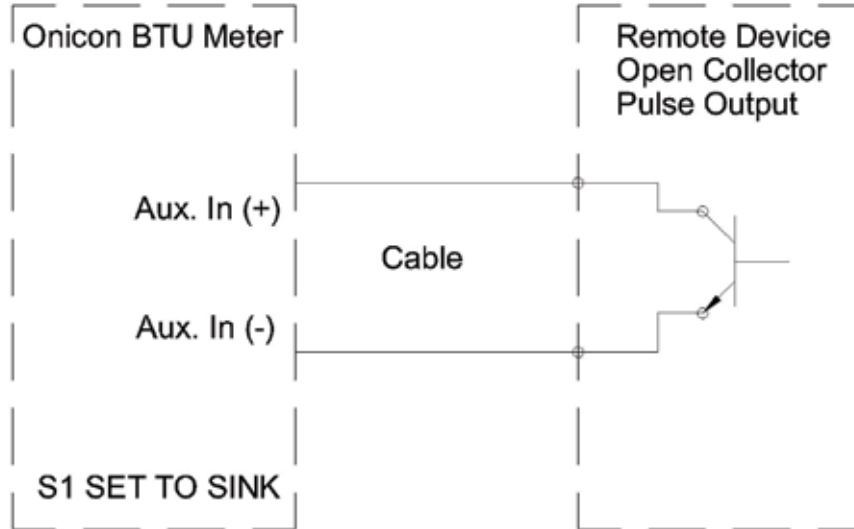 Onicon BTU Meter
Remote Device
Open Collector
Pulse Output
Aux. In (+)
Cable
Aux. In (-)
S1 SET TO SINK